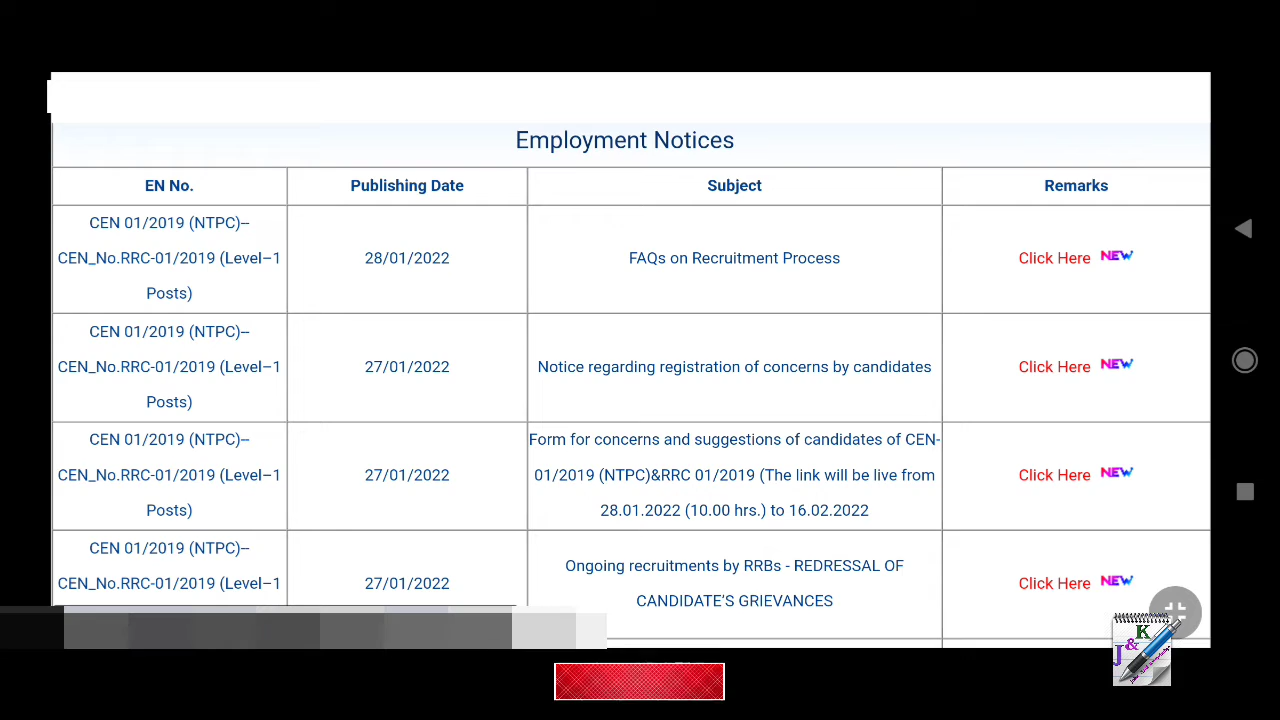 Employment Notices
EN No.
Publishing Date
Subject
Remarks
CEN 01/2019 (NTPC)–
CEN_No.RRC-01/2019 (Level–1
Posts)
28/01/2022
FAQs on Recruitment Process
Click Here NEW
CEN 01/2019 (NTPC)–
CEN_No.RRC-01/2019 (Level–1
Posts)
27/01/2022
Notice regarding registration of concerns by candidates
Click Here NEW
CEN 01/2019 (NTPC)–
CEN_No.RRC-01/2019 (Level–1
Posts)
27/01/2022
Form for concerns and suggestions of candidates of CEN-
01/2019 (NTPC)&RRC 01/2019 (The link will be live from
28.01.2022 (10.00 hrs.) to 16.02.2022
Click Here NEW
CEN 01/2019 (NTPC)–
CEN_No.RRC-01/2019 (Level–1
27/01/2022
Ongoing recruitments by RRBs - REDRESSAL OF
CANDIDATE’S GRIEVANCES
Click Here NEW
J&K